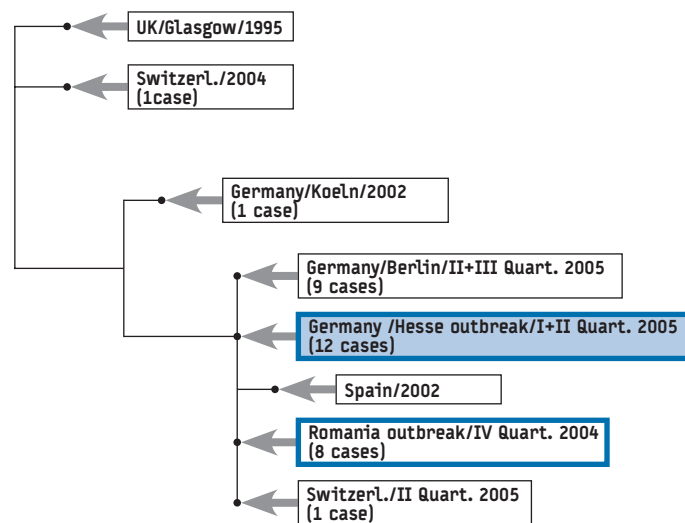 UK/Glasgow/1995
Switzerl./2004
(1case)
Germany/Koeln/2002
(1 case)
Germany/Berlin/II+III Quart. 2005
(9 cases)
Germany /Hesse outbreak/I+II Quart. 2005
(12 cases)
Spain/2002
Romania outbreak/IV Quart. 2004
(8 cases)
Switzerl./II Quart. 2005
(1 case)